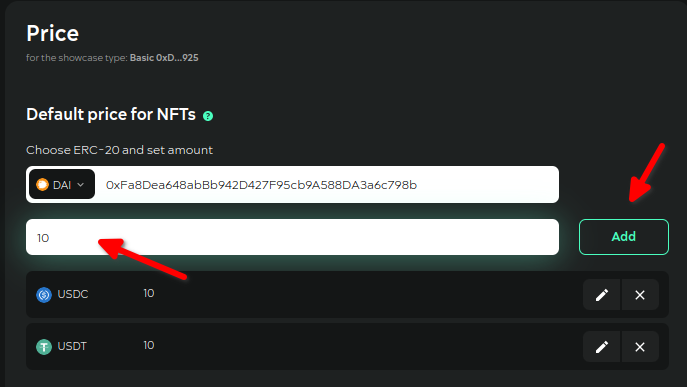 Price
for the showcase type: Basic 0xD...925
Default price for NFTs ?
Choose ERC-20 and set amount
DAI 0xFa8Dea648abBb942D427F95cb9A588DA3a6c798b
10 Add
USDC 10
USDT 10